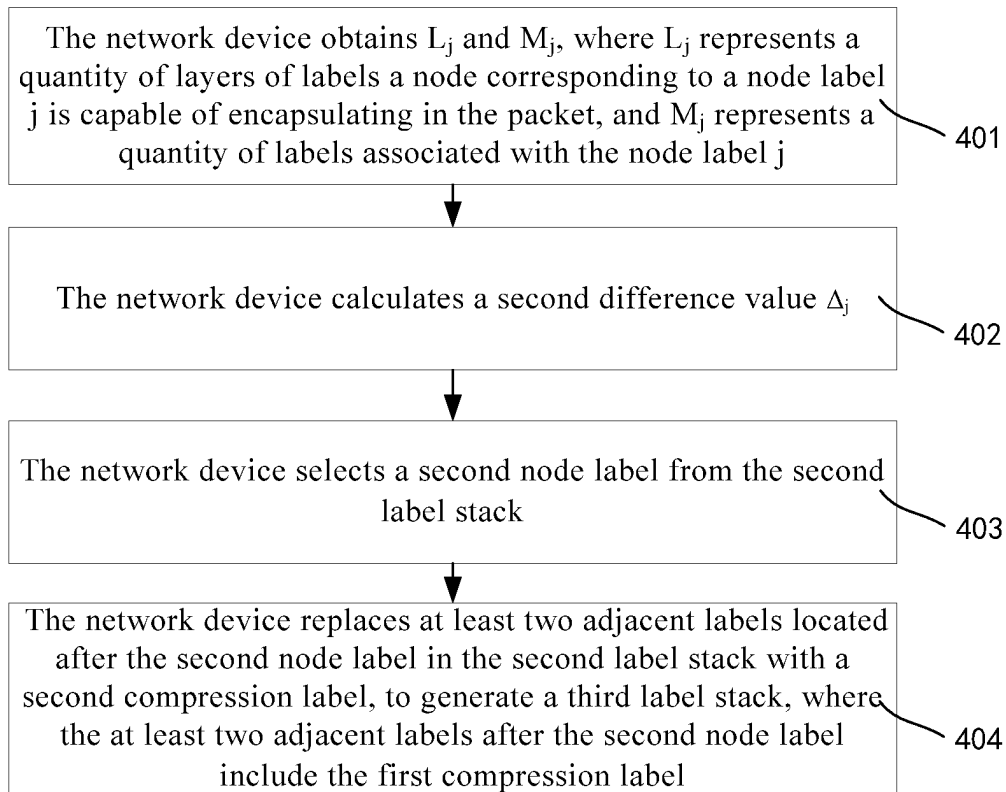 The network device obtains Lj and Mj, where Lj represents a
quantity of layers of labels a node corresponding to a node label
j is capable of encapsulating in the packet, and Mj represents a
quantity of labels associated with the node label j
401
The network device calculates a second difference value Δj
402
The network device selects a second node label from the second
label stack
403
The network device replaces at least two adjacent labels located
after the second node label in the second label stack with a
second compression label, to generate a third label stack, where
the at least two adjacent labels after the second node label
include the first compression label
404